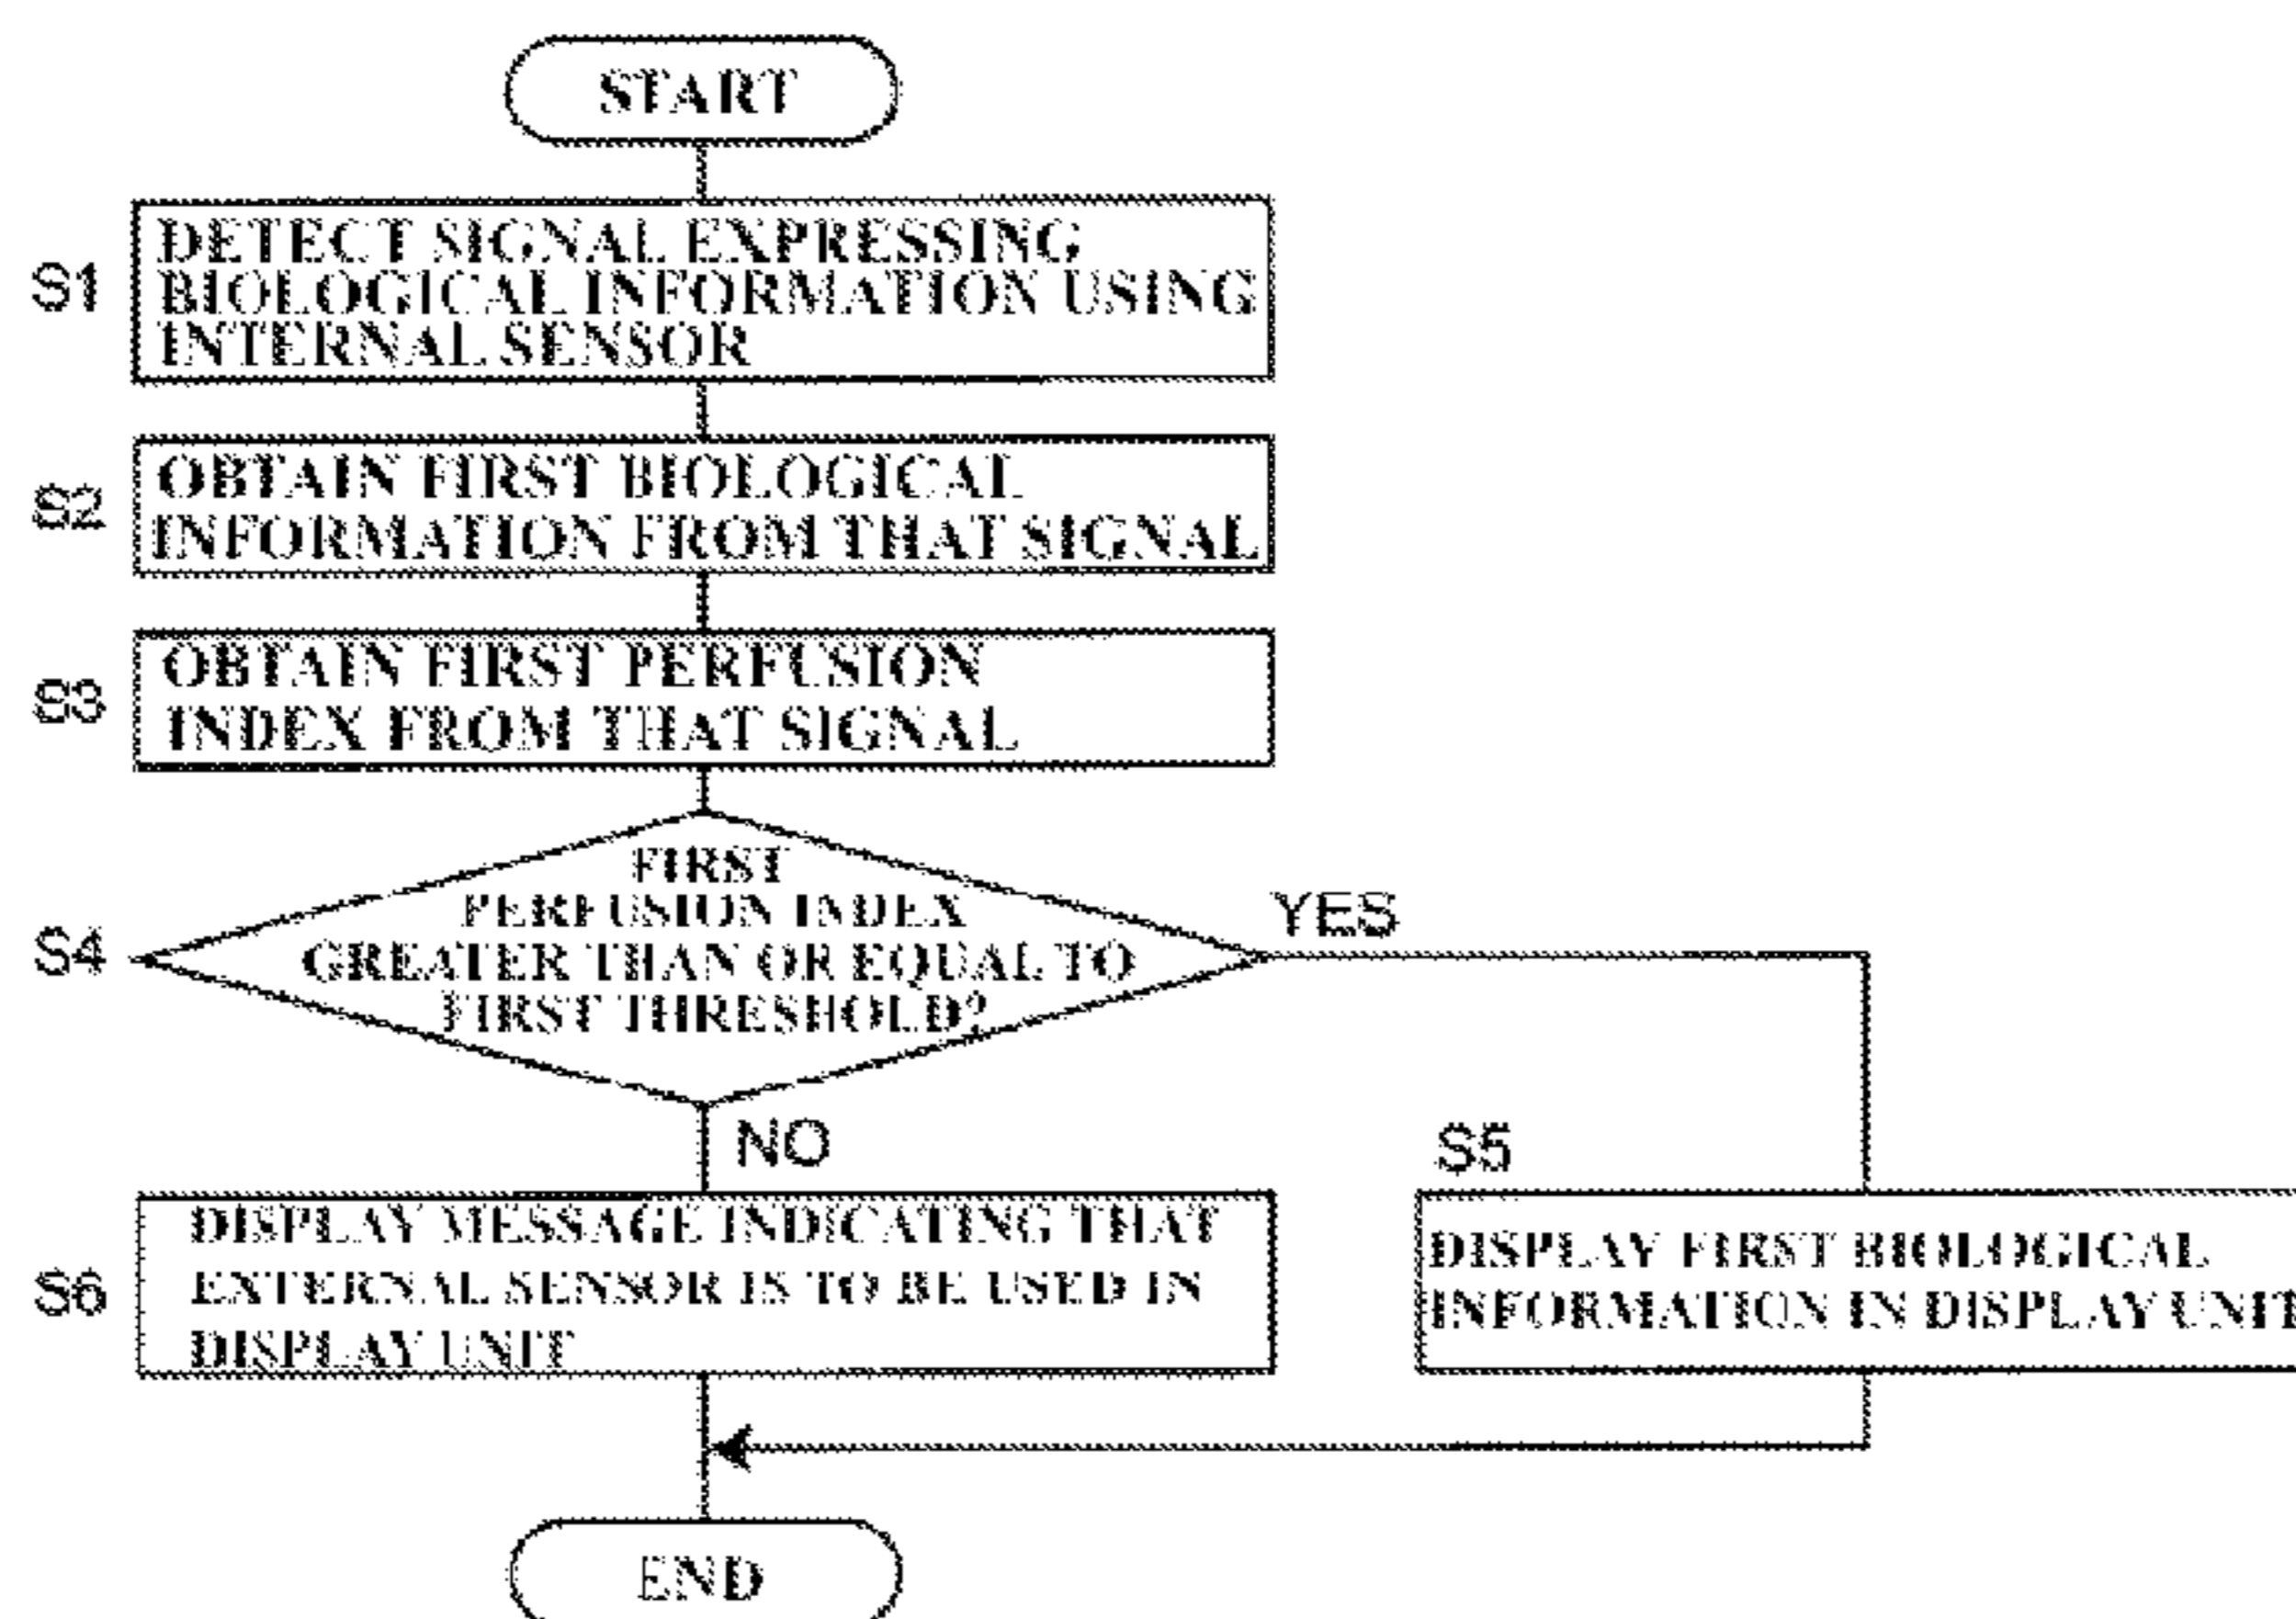 START
S1
DETECT SIGNAL EXPRESSING
BIOLOGICAL INFORMATION USING
INTERNAL SENSOR
S2
OBTAIN FIRST BIOLOGICAL
INFORMATION FROM THAT SIGNAL
S3
OBTAIN FIRST PERFUSION
INDEX FROM THAT SIGNAL
S4
FIRST
PERFUSION INDEX
GREATER THAN OR EQUAL TO
FIRST THRESHOLD?
YES
NO
S5
S6
DISPLAY MESSAGE INDICATING THAT
EXTERNAL SENSOR IS TO BE USED IN
DISPLAY UNIT
DISPLAY FIRST BIOLOGICAL
INFORMATION IN DISPLAY UNIT
END